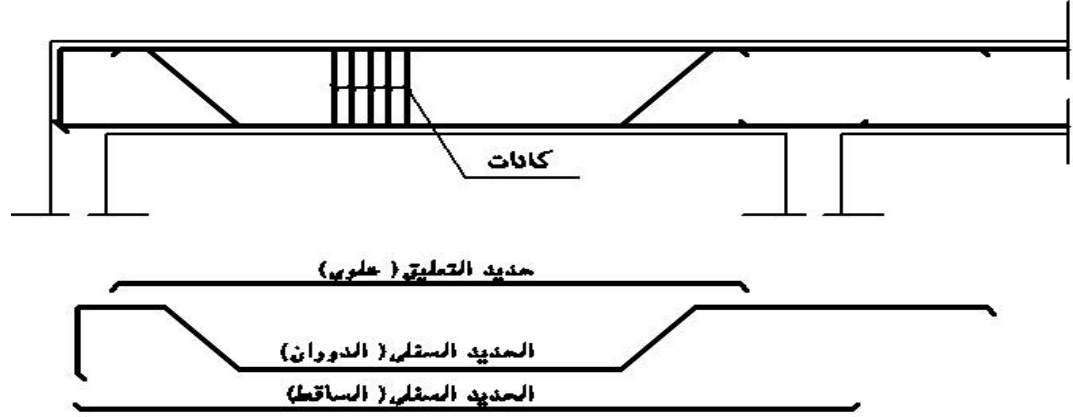 كانات
حديد التعليق( علوي)
الحديد السفلي( الدوران)
الحديد السفلي( الساقط)